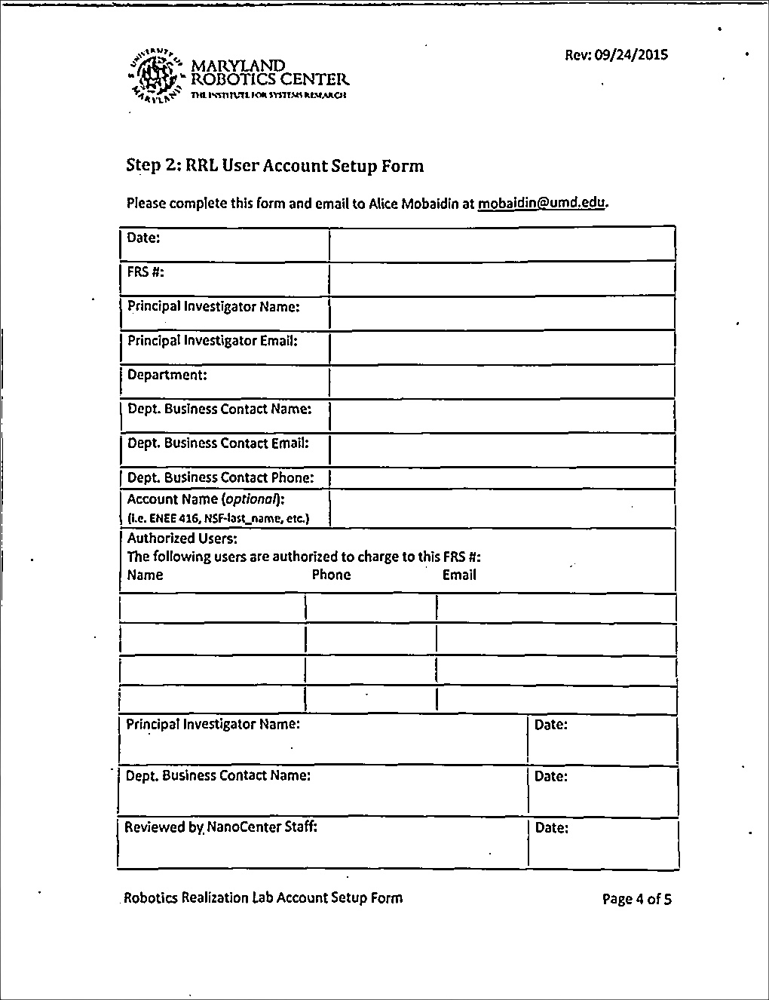 UNIVERSITY OF
MARYLAND
MARYLAND
ROBOTICS CENTER
THE INSTITUTE FOR SYSTEMS RESEARCH
Rev: 09/24/2015
Step 2: RRL User Account Setup Form
Please complete this form and email to Alice Mobaidin at mobaidin@umd.edu.
Date:
FRS #:
Principal Investigator Name:
Principal Investigator Email:
Department:
Dept. Business Contact Name:
Dept. Business Contact Email:
Dept. Business Contact Phone:
Account Name (optional):
(i.e. ENEE 416, NSF-last_name, etc.)
Authorized Users:
The following users are authorized to charge to this FRS #:
Name Phone Email
Principal Investigator Name: Date:
Dept. Business Contact Name: Date:
Reviewed by NanoCenter Staff: Date:
Robotics Realization Lab Account Setup Form Page 4 of 5